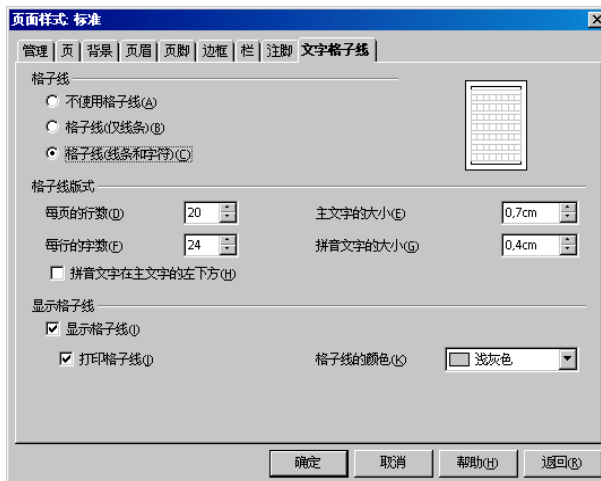 页面样式: 标准
管理 页 背景 页眉 页脚 边框 栏 注脚 文字格子线
格子线
不使用格子线(A)
格子线(仅线条)(B)
格子线(线条和字符)(C)
格子线版式
每页的行数(D) 20 主文字的大小(E) 0,7cm
每行的字数(F) 24 拼音文字的大小(G) 0,4cm
拼音文字在主文字的左下方(H)
显示格子线
显示格子线(I)
打印格子线(J) 格子线的颜色(K) 浅灰色
确定 取消 帮助(H) 返回(R)